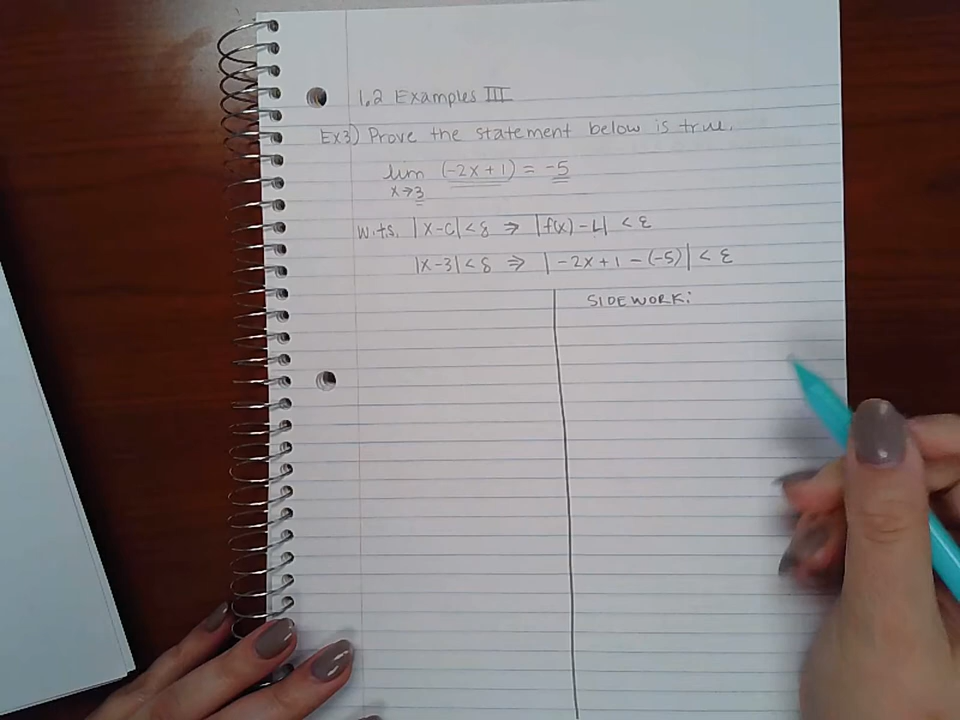 1.2 Examples III
Ex3) Prove the statement below is true.
lim (-2x + 1) = -5
x→3
w.t.s. |x-c| < δ ⇒ |f(x) - L| < ε
|x-3| < δ ⇒ |-2x + 1 - (-5)| < ε
SIDEWORK: